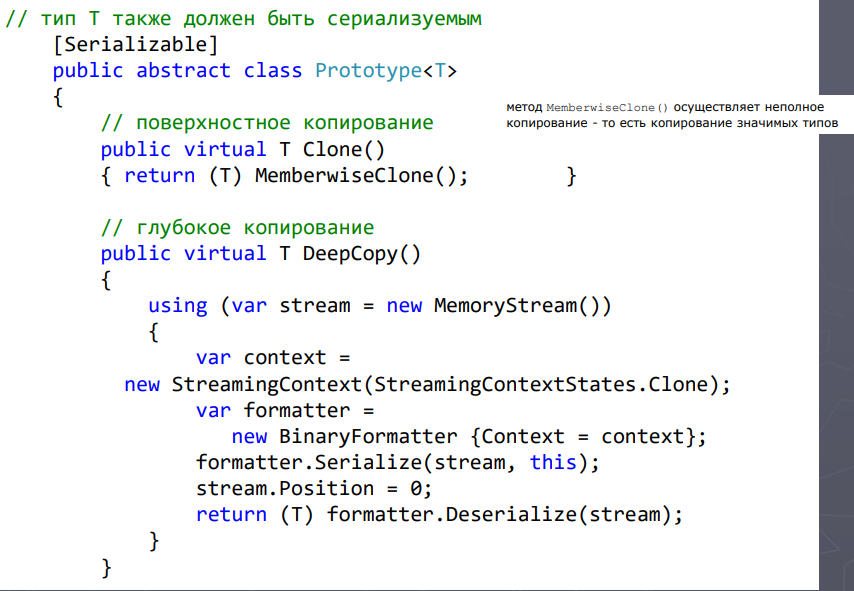 // тип T также должен быть сериализуемым
[Serializable]
public abstract class Prototype<T>
{
// поверхностное копирование
public virtual T Clone()
{ return (T) MemberwiseClone(); }
метод MemberwiseClone() осуществляет неполное
копирование - то есть копирование значимых типов
// глубокое копирование
public virtual T DeepCopy()
{
using (var stream = new MemoryStream())
{
var context =
new StreamingContext(StreamingContextStates.Clone);
var formatter =
new BinaryFormatter {Context = context};
formatter.Serialize(stream, this);
stream.Position = 0;
return (T) formatter.Deserialize(stream);
}
}